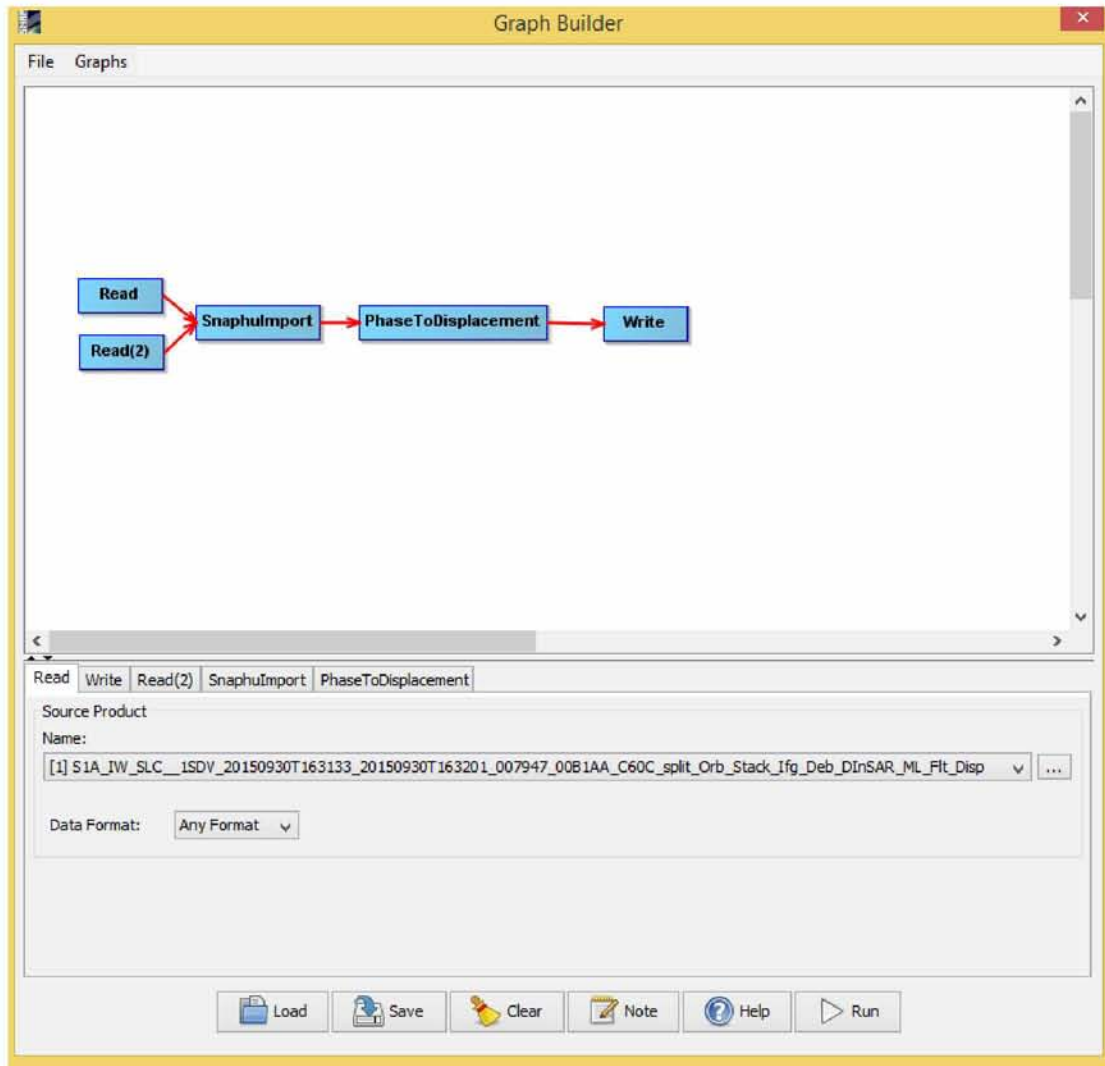 Graph Builder
File Graphs
Read
SnaphuImport
PhaseToDisplacement
Write
Read(2)
Read Write Read(2) SnaphuImport PhaseToDisplacement
Source Product
Name:
[1] S1A_IW_SLC__1SDV_20150930T163133_20150930T163201_007947_00B1AA_C60C_split_Orb_Stack_Ifg_Deb_DInSAR_ML_Flt_Disp ...
Data Format: Any Format
Load Save Clear Note Help Run